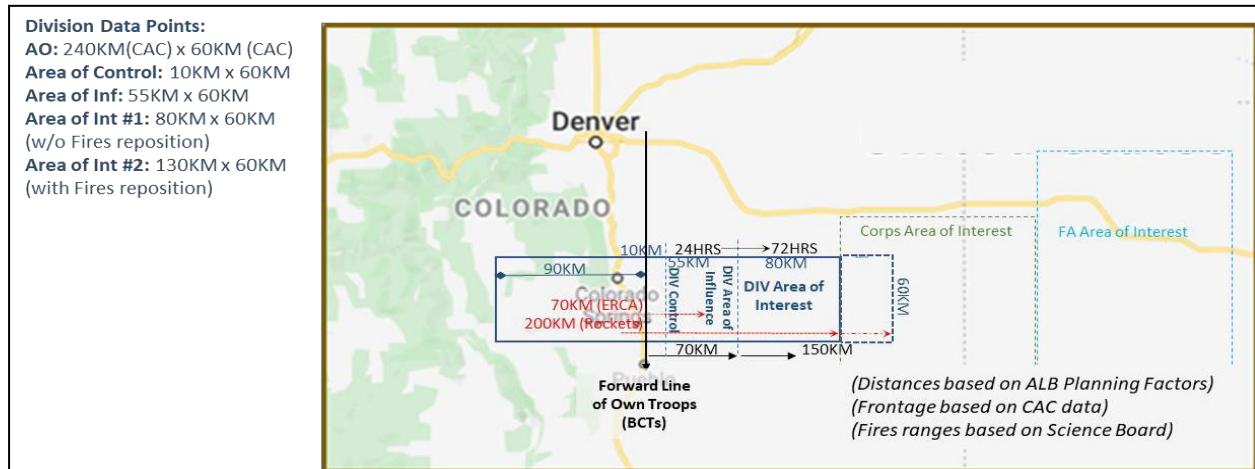 Division Data Points:
AO: 240KM(CAC) x 60KM (CAC)
Area of Control: 10KM x 60KM
Area of Inf: 55KM x 60KM
Area of Int #1: 80KM x 60KM
(w/o Fires reposition)
Area of Int #2: 130KM x 60KM
(with Fires reposition)
Denver
COLORADO
Corps Area of Interest
FA Area of Interest
10KM
24HRS
72HRS
90KM
55KM
80KM
Colorado
Springs
70KM (ERCA)
200KM (Rockets)
DIV Control
DIV Area of
Influence
DIV Area of
Interest
60KM
70KM
150KM
Pueblo
Forward Line
of Own Troops
(BCTs)
(Distances based on ALB Planning Factors)
(Frontage based on CAC data)
(Fires ranges based on Science Board)